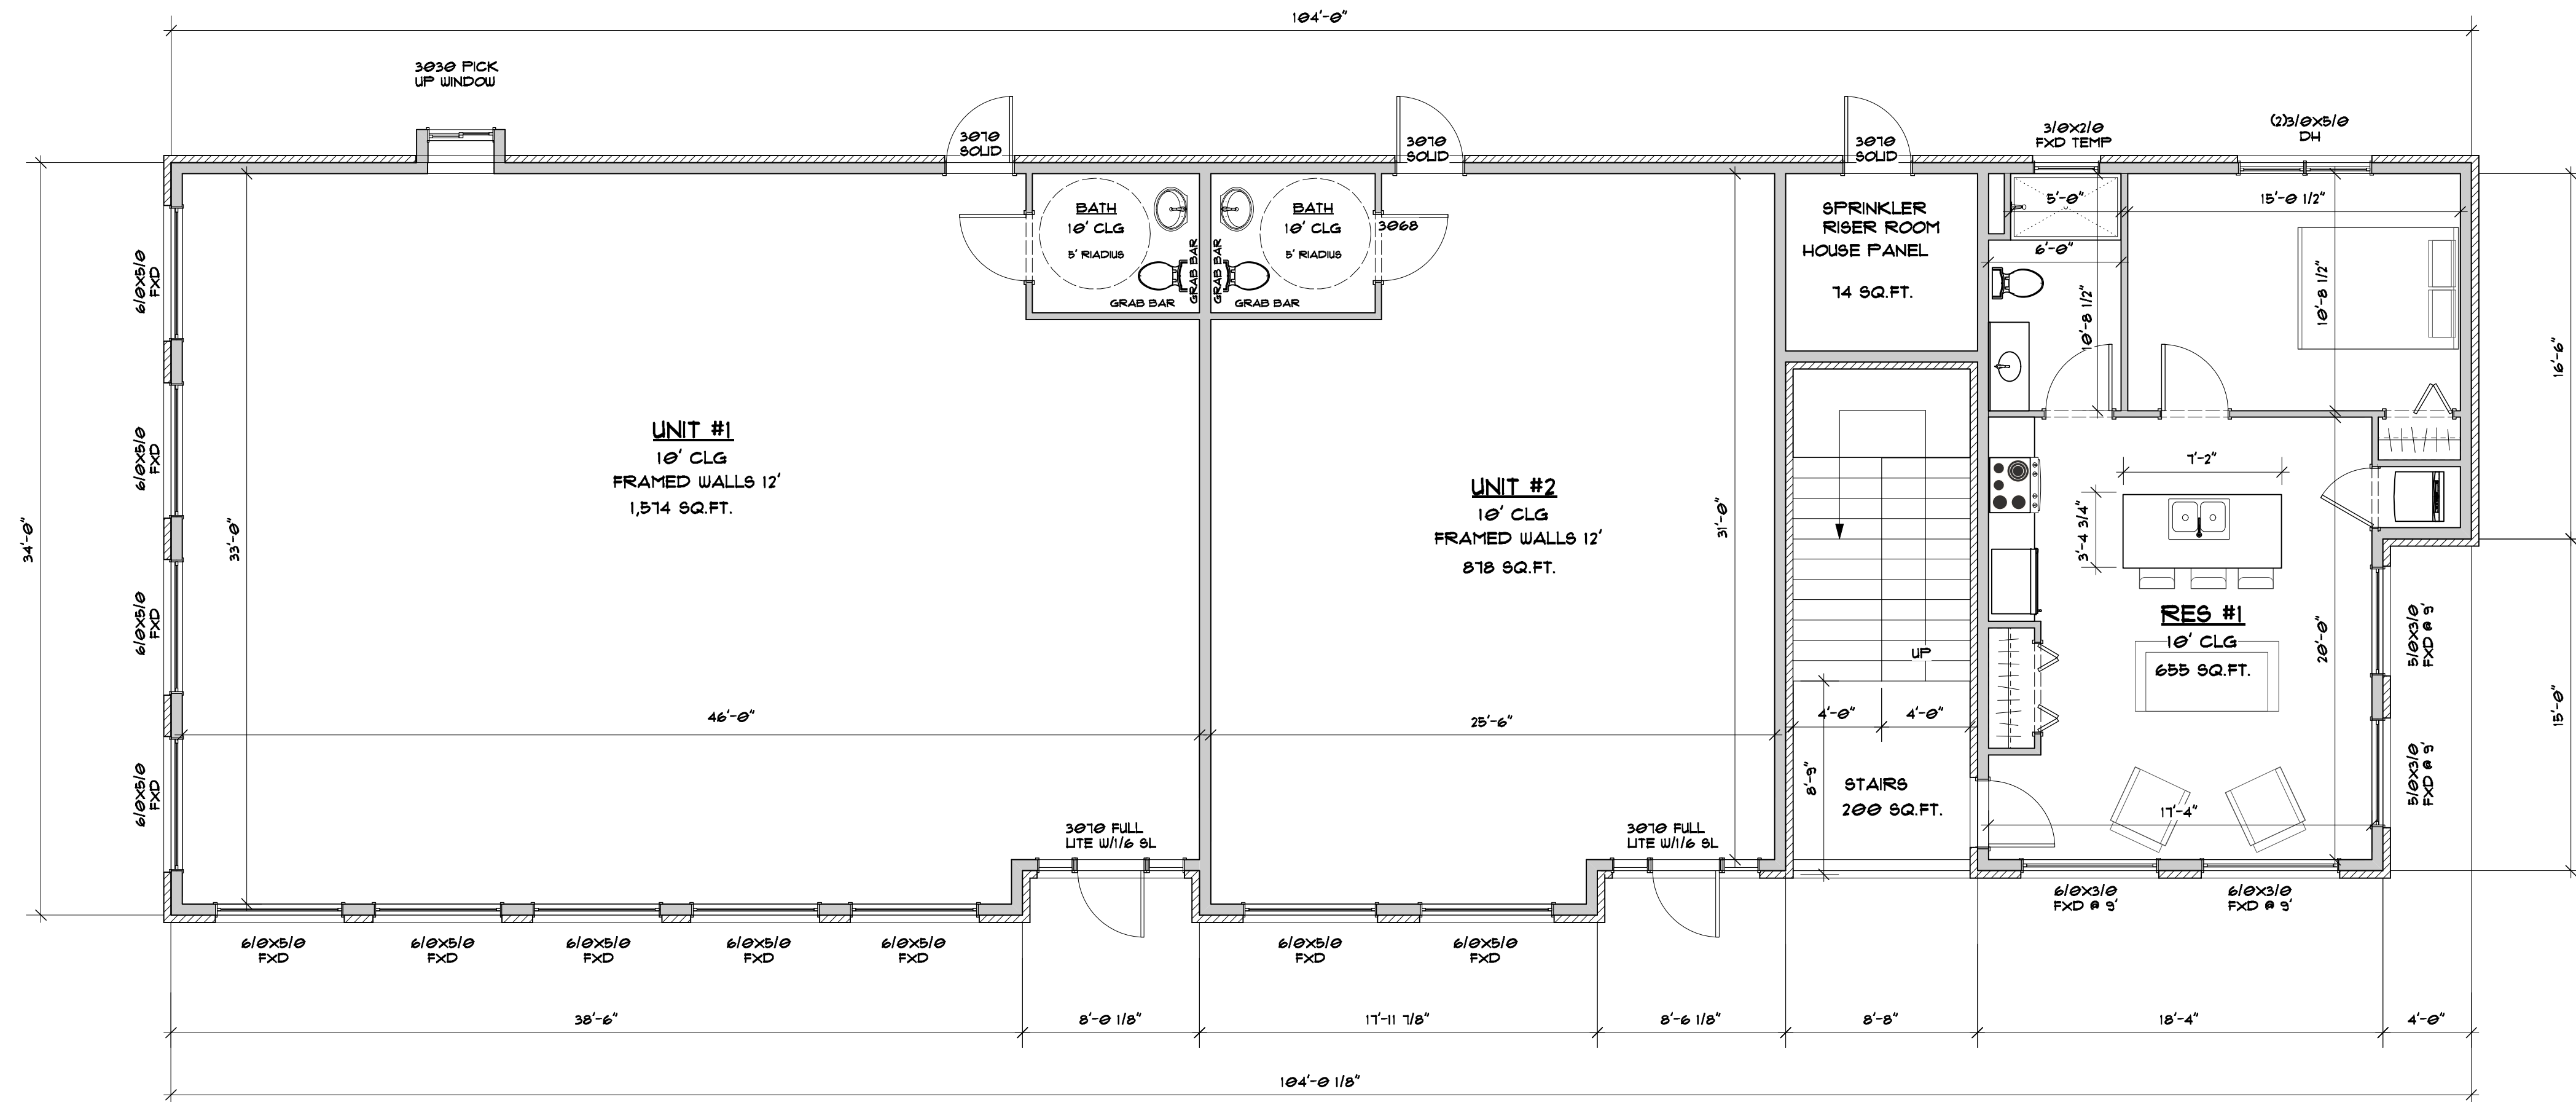 104'-0"
3030 PICK
UP WINDOW
3070
SOLID
3070
SOLID
3070
SOLID
3/0X2/0
FXD TEMP
(2)3/0X5/0
DH
BATH
10' CLG
5' RIADIUS
GRAB BAR
GRAB BAR
BATH
10' CLG
5' RIADIUS
GRAB BAR
GRAB BAR
3068
SPRINKLER
RISER ROOM
HOUSE PANEL
74 SQ.FT.
5'-0"
15'-0 1/2"
6'-0"
10'-8 1/2"
10'-8 1/2"
16'-6"
6/0X5/0
FXD
6/0X5/0
FXD
6/0X5/0
FXD
6/0X5/0
FXD
34'-0"
33'-0"
UNIT #1
10' CLG
FRAMED WALLS 12'
1,574 SQ.FT.
UNIT #2
10' CLG
FRAMED WALLS 12'
878 SQ.FT.
31'-0"
7'-2"
3'-4 3/4"
RES #1
10' CLG
655 SQ.FT.
20'-0"
5/0X3/0
FXD @ 9'
5/0X3/0
FXD @ 9'
15'-0"
UP
46'-0"
25'-6"
4'-0"
4'-0"
8'-9"
STAIRS
200 SQ.FT.
17'-4"
3070 FULL
LITE W/1/6 SL
3070 FULL
LITE W/1/6 SL
6/0X3/0
FXD @ 9'
6/0X3/0
FXD @ 9'
6/0X5/0
FXD
6/0X5/0
FXD
6/0X5/0
FXD
6/0X5/0
FXD
6/0X5/0
FXD
6/0X5/0
FXD
6/0X5/0
FXD
38'-6"
8'-0 1/8"
17'-11 7/8"
8'-6 1/8"
8'-8"
18'-4"
4'-0"
104'-0 1/8"